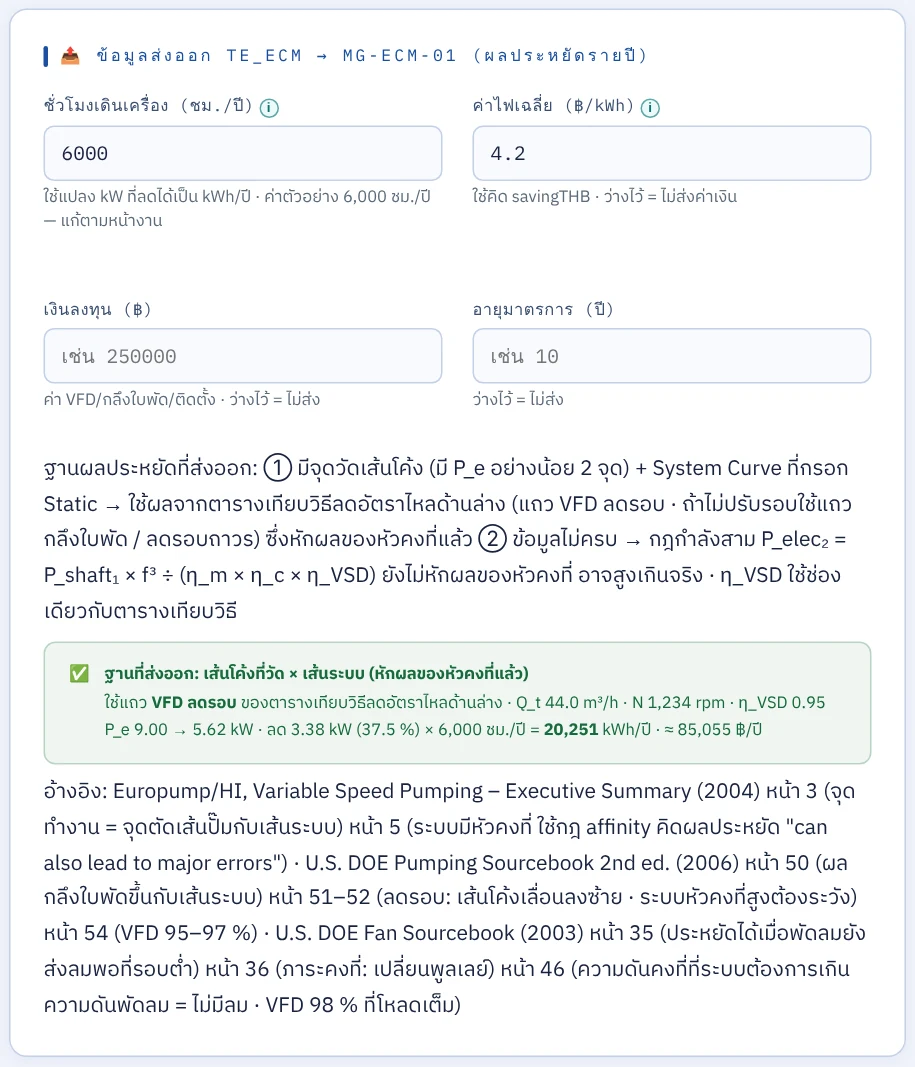 📤 ข้อมูลส่งออก TE_ECM → MG-ECM-01 (ผลประหยัดรายปี)
ชั่วโมงเดินเครื่อง (ชม./ปี) i
ค่าไฟเฉลี่ย (฿/kWh) i
6000
4.2
ใช้แปลง kW ที่ลดได้เป็น kWh/ปี · ค่าตัวอย่าง 6,000 ชม./ปี
— แก้ตามหน้างาน
ใช้คิด savingTHB · ว่างไว้ = ไม่ส่งค่าเงิน
เงินลงทุน (฿)
อายุมาตรการ (ปี)
เช่น 250000
เช่น 10
ค่า VFD/กลึงใบพัด/ติดตั้ง · ว่างไว้ = ไม่ส่ง
ว่างไว้ = ไม่ส่ง
ฐานผลประหยัดที่ส่งออก: ① มีจุดวัดเส้นโค้ง (มี P_e อย่างน้อย 2 จุด) + System Curve ที่กรอก
Static → ใช้ผลจากตารางเทียบวิธีลดอัตราไหลด้านล่าง (แถว VFD ลดรอบ · ถ้าไม่ปรับรอบใช้แถว
กลึงใบพัด / ลดรอบถาวร) ซึ่งหักผลของหัวคงที่แล้ว ② ข้อมูลไม่ครบ → กฎกำลังสาม P_elec₂ =
P_shaft₁ × f³ ÷ (η_m × η_c × η_VSD) ยังไม่หักผลของหัวคงที่ อาจสูงเกินจริง · η_VSD ใช้ช่อง
เดียวกับตารางเทียบวิธี
✅ ฐานที่ส่งออก: เส้นโค้งที่วัด × เส้นระบบ (หักผลของหัวคงที่แล้ว)
ใช้แถว VFD ลดรอบ ของตารางเทียบวิธีลดอัตราไหลด้านล่าง · Q_t 44.0 m³/h · N 1,234 rpm · η_VSD 0.95
P_e 9.00 → 5.62 kW · ลด 3.38 kW (37.5 %) × 6,000 ชม./ปี = 20,251 kWh/ปี · ≈ 85,055 ฿/ปี
อ้างอิง: Europump/HI, Variable Speed Pumping – Executive Summary (2004) หน้า 3 (จุด
ทำงาน = จุดตัดเส้นปั๊มกับเส้นระบบ) หน้า 5 (ระบบมีหัวคงที่ ใช้กฎ affinity คิดผลประหยัด "can
also lead to major errors") · U.S. DOE Pumping Sourcebook 2nd ed. (2006) หน้า 50 (ผล
กลึงใบพัดขึ้นกับเส้นระบบ) หน้า 51–52 (ลดรอบ: เส้นโค้งเลื่อนลงซ้าย · ระบบหัวคงที่สูงต้องระวัง)
หน้า 54 (VFD 95–97 %) · U.S. DOE Fan Sourcebook (2003) หน้า 35 (ประหยัดได้เมื่อพัดลมยัง
ส่งลมพอที่รอบต่ำ) หน้า 36 (ภาระคงที่: เปลี่ยนพูลเลย์) หน้า 46 (ความดันคงที่ที่ระบบต้องการเกิน
ความดันพัดลม = ไม่มีลม · VFD 98 % ที่โหลดเต็ม)